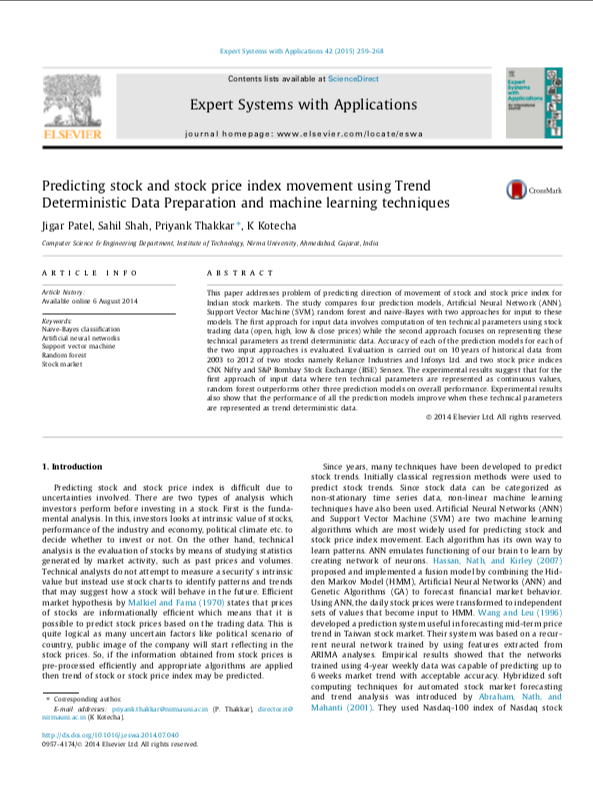 Expert Systems with Applications 42 (2015) 259–268
Contents lists available at ScienceDirect
Expert Systems with Applications
journal homepage: www.elsevier.com/locate/eswa
ELSEVIER
Expert
Systems
with
Applications
Predicting stock and stock price index movement using Trend
Deterministic Data Preparation and machine learning techniques
CrossMark
Jigar Patel, Sahil Shah, Priyank Thakkar *, K Kotecha
Computer Science & Engineering Department, Institute of Technology, Nirma University, Ahmedabad, Gujarat, India
ARTICLE INFO
Article history:
Available online 6 August 2014
Keywords:
Naive-Bayes classification
Artificial neural networks
Support vector machine
Random forest
Stock market
ABSTRACT
This paper addresses problem of predicting direction of movement of stock and stock price index for
Indian stock markets. The study compares four prediction models, Artificial Neural Network (ANN),
Support Vector Machine (SVM), random forest and naive-Bayes with two approaches for input to these
models. The first approach for input data involves computation of ten technical parameters using stock
trading data (open, high, low & close prices) while the second approach focuses on representing these
technical parameters as trend deterministic data. Accuracy of each of the prediction models for each of
the two input approaches is evaluated. Evaluation is carried out on 10 years of historical data from
2003 to 2012 of two stocks namely Reliance Industries and Infosys Ltd. and two stock price indices
CNX Nifty and S&P Bombay Stock Exchange (BSE) Sensex. The experimental results suggest that for the
first approach of input data where ten technical parameters are represented as continuous values,
random forest outperforms other three prediction models on overall performance. Experimental results
also show that the performance of all the prediction models improve when these technical parameters
are represented as trend deterministic data.
© 2014 Elsevier Ltd. All rights reserved.
1. Introduction
Predicting stock and stock price index is difficult due to
uncertainties involved. There are two types of analysis which
investors perform before investing in a stock. First is the funda-
mental analysis. In this, investors looks at intrinsic value of stocks,
performance of the industry and economy, political climate etc. to
decide whether to invest or not. On the other hand, technical
analysis is the evaluation of stocks by means of studying statistics
generated by market activity, such as past prices and volumes.
Technical analysts do not attempt to measure a security's intrinsic
value but instead use stock charts to identify patterns and trends
that may suggest how a stock will behave in the future. Efficient
market hypothesis by Malkiel and Fama (1970) states that prices
of stocks are informationally efficient which means that it is
possible to predict stock prices based on the trading data. This is
quite logical as many uncertain factors like political scenario of
country, public image of the company will start reflecting in the
stock prices. So, if the information obtained from stock prices is
pre-processed efficiently and appropriate algorithms are applied
then trend of stock or stock price index may be predicted.
Since years, many techniques have been developed to predict
stock trends. Initially classical regression methods were used to
predict stock trends. Since stock data can be categorized as
non-stationary time series data, non-linear machine learning
techniques have also been used. Artificial Neural Networks (ANN)
and Support Vector Machine (SVM) are two machine learning
algorithms which are most widely used for predicting stock and
stock price index movement. Each algorithm has its own way to
learn patterns. ANN emulates functioning of our brain to learn by
creating network of neurons. Hassan, Nath, and Kirley (2007)
proposed and implemented a fusion model by combining the Hid-
den Markov Model (HMM), Artificial Neural Networks (ANN) and
Genetic Algorithms (GA) to forecast financial market behavior.
Using ANN, the daily stock prices were transformed to independent
sets of values that become input to HMM. Wang and Leu (1996)
developed a prediction system useful in forecasting mid-term price
trend in Taiwan stock market. Their system was based on a recur-
rent neural network trained by using features extracted from
ARIMA analyses. Empirical results showed that the networks
trained using 4-year weekly data was capable of predicting up to
6 weeks market trend with acceptable accuracy. Hybridized soft
computing techniques for automated stock market forecasting
and trend analysis was introduced by Abraham, Nath, and
Mahanti (2001). They used Nasdaq-100 index of Nasdaq stock
* Corresponding author.
E-mail addresses: priyank.thakkar@nirmauni.ac.in (P. Thakkar), director.it@
nirmauni.ac.in (K Kotecha).
http://dx.doi.org/10.1016/j.eswa.2014.07.040
0957-4174/© 2014 Elsevier Ltd. All rights reserved.